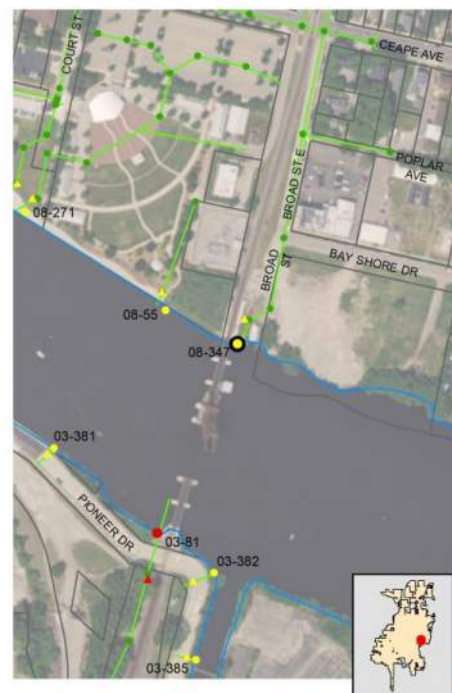 COURT ST
CEAPE AVE
BROAD ST E
POPLAR AVE
08-271
BROAD ST
BAY SHORE DR
08-55
08-347
03-381
PIONEER DR
03-81
03-382
03-385